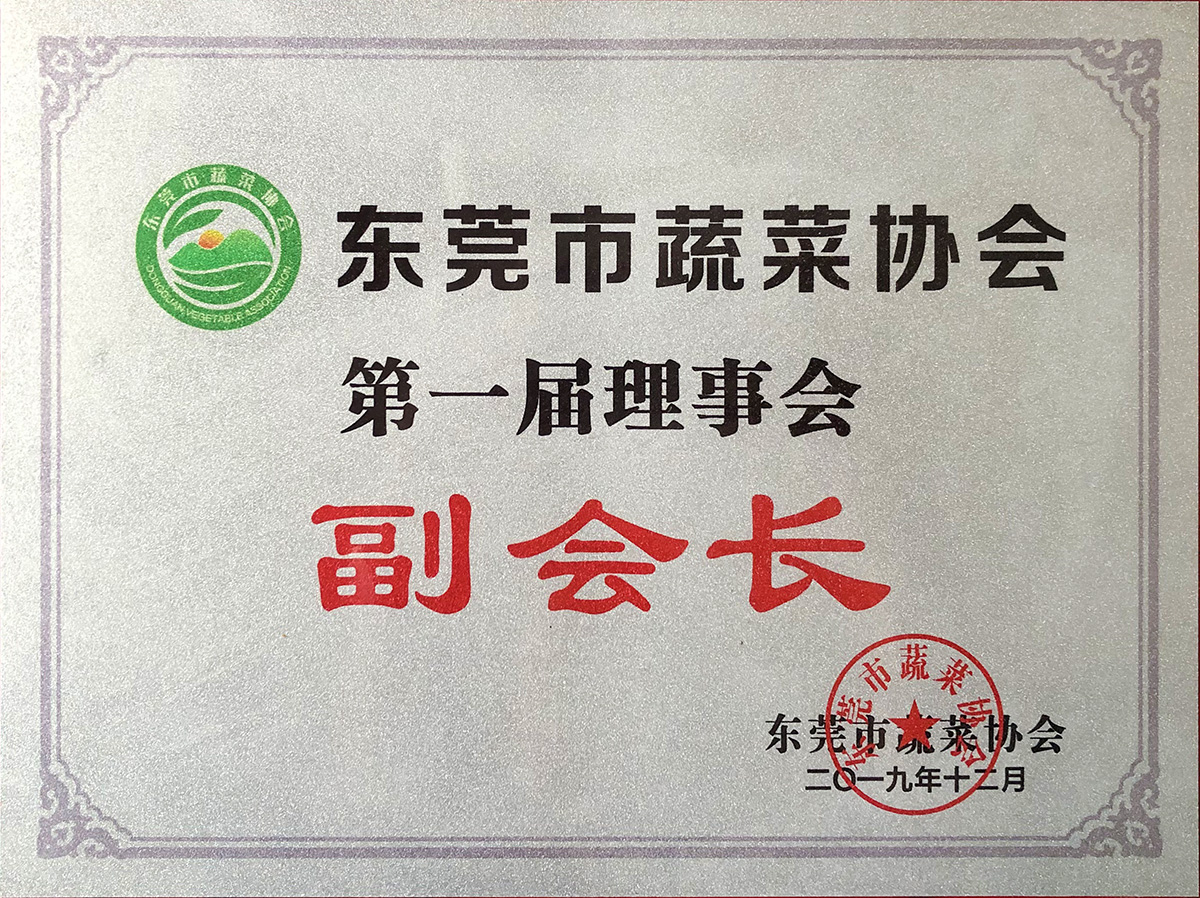 东莞市蔬菜协会
DONGGUAN VEGETABLE ASSOCIATION
东莞市蔬菜协会
第一届理事会
副会长
东莞市蔬菜协会
东莞市蔬菜协会
二〇一九年十二月